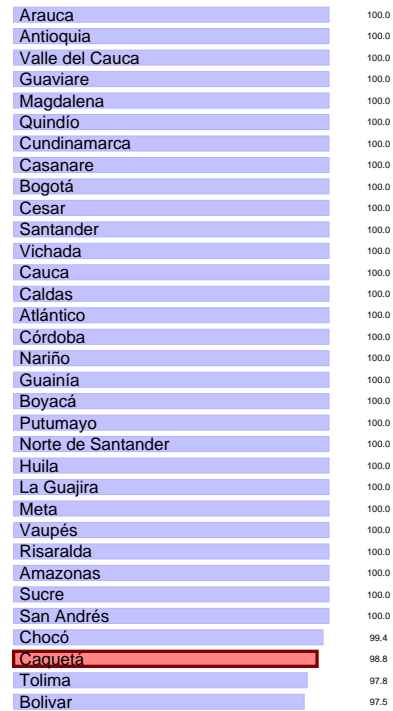 Arauca 100.0
Antioquia 100.0
Valle del Cauca 100.0
Guaviare 100.0
Magdalena 100.0
Quindío 100.0
Cundinamarca 100.0
Casanare 100.0
Bogotá 100.0
Cesar 100.0
Santander 100.0
Vichada 100.0
Cauca 100.0
Caldas 100.0
Atlántico 100.0
Córdoba 100.0
Nariño 100.0
Guainía 100.0
Boyacá 100.0
Putumayo 100.0
Norte de Santander 100.0
Huila 100.0
La Guajira 100.0
Meta 100.0
Vaupés 100.0
Risaralda 100.0
Amazonas 100.0
Sucre 100.0
San Andrés 100.0
Chocó 99.4
Caquetá 98.8
Tolima 97.8
Bolivar 97.5